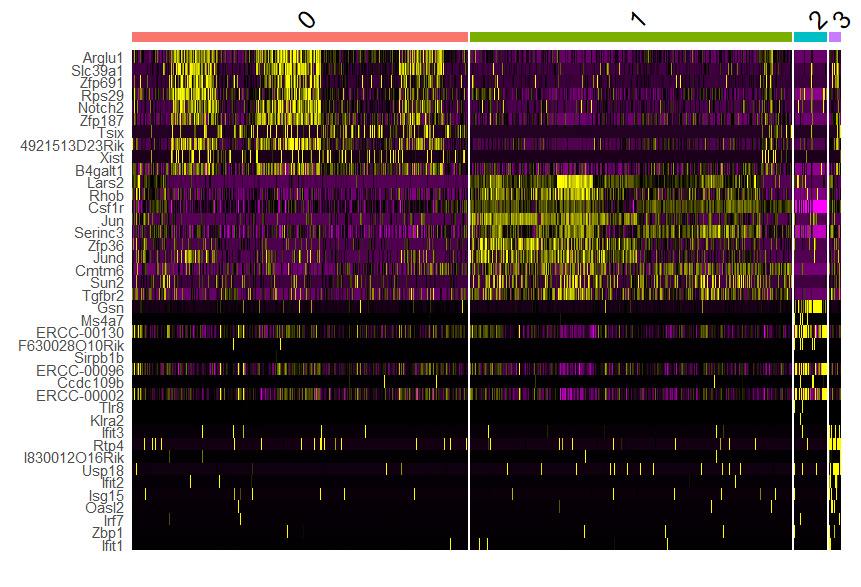 0 1 2 3
Arglu1
Slc39a1
Zfp691
Rps29
Notch2
Zfp187
Tsix
4921513D23Rik
Xist
B4galt1
Lars2
Rhob
Csf1r
Jun
Serinc3
Zfp36
Jund
Cmtm6
Sun2
Tgfbr2
Gsn
Ms4a7
ERCC-00130
F630028O10Rik
Sirpb1b
ERCC-00096
Ccdc109b
ERCC-00002
Tlr8
Klra2
Ifit3
Rtp4
I830012O16Rik
Usp18
Ifit2
Isg15
Oasl2
Irf7
Zbp1
Ifit1